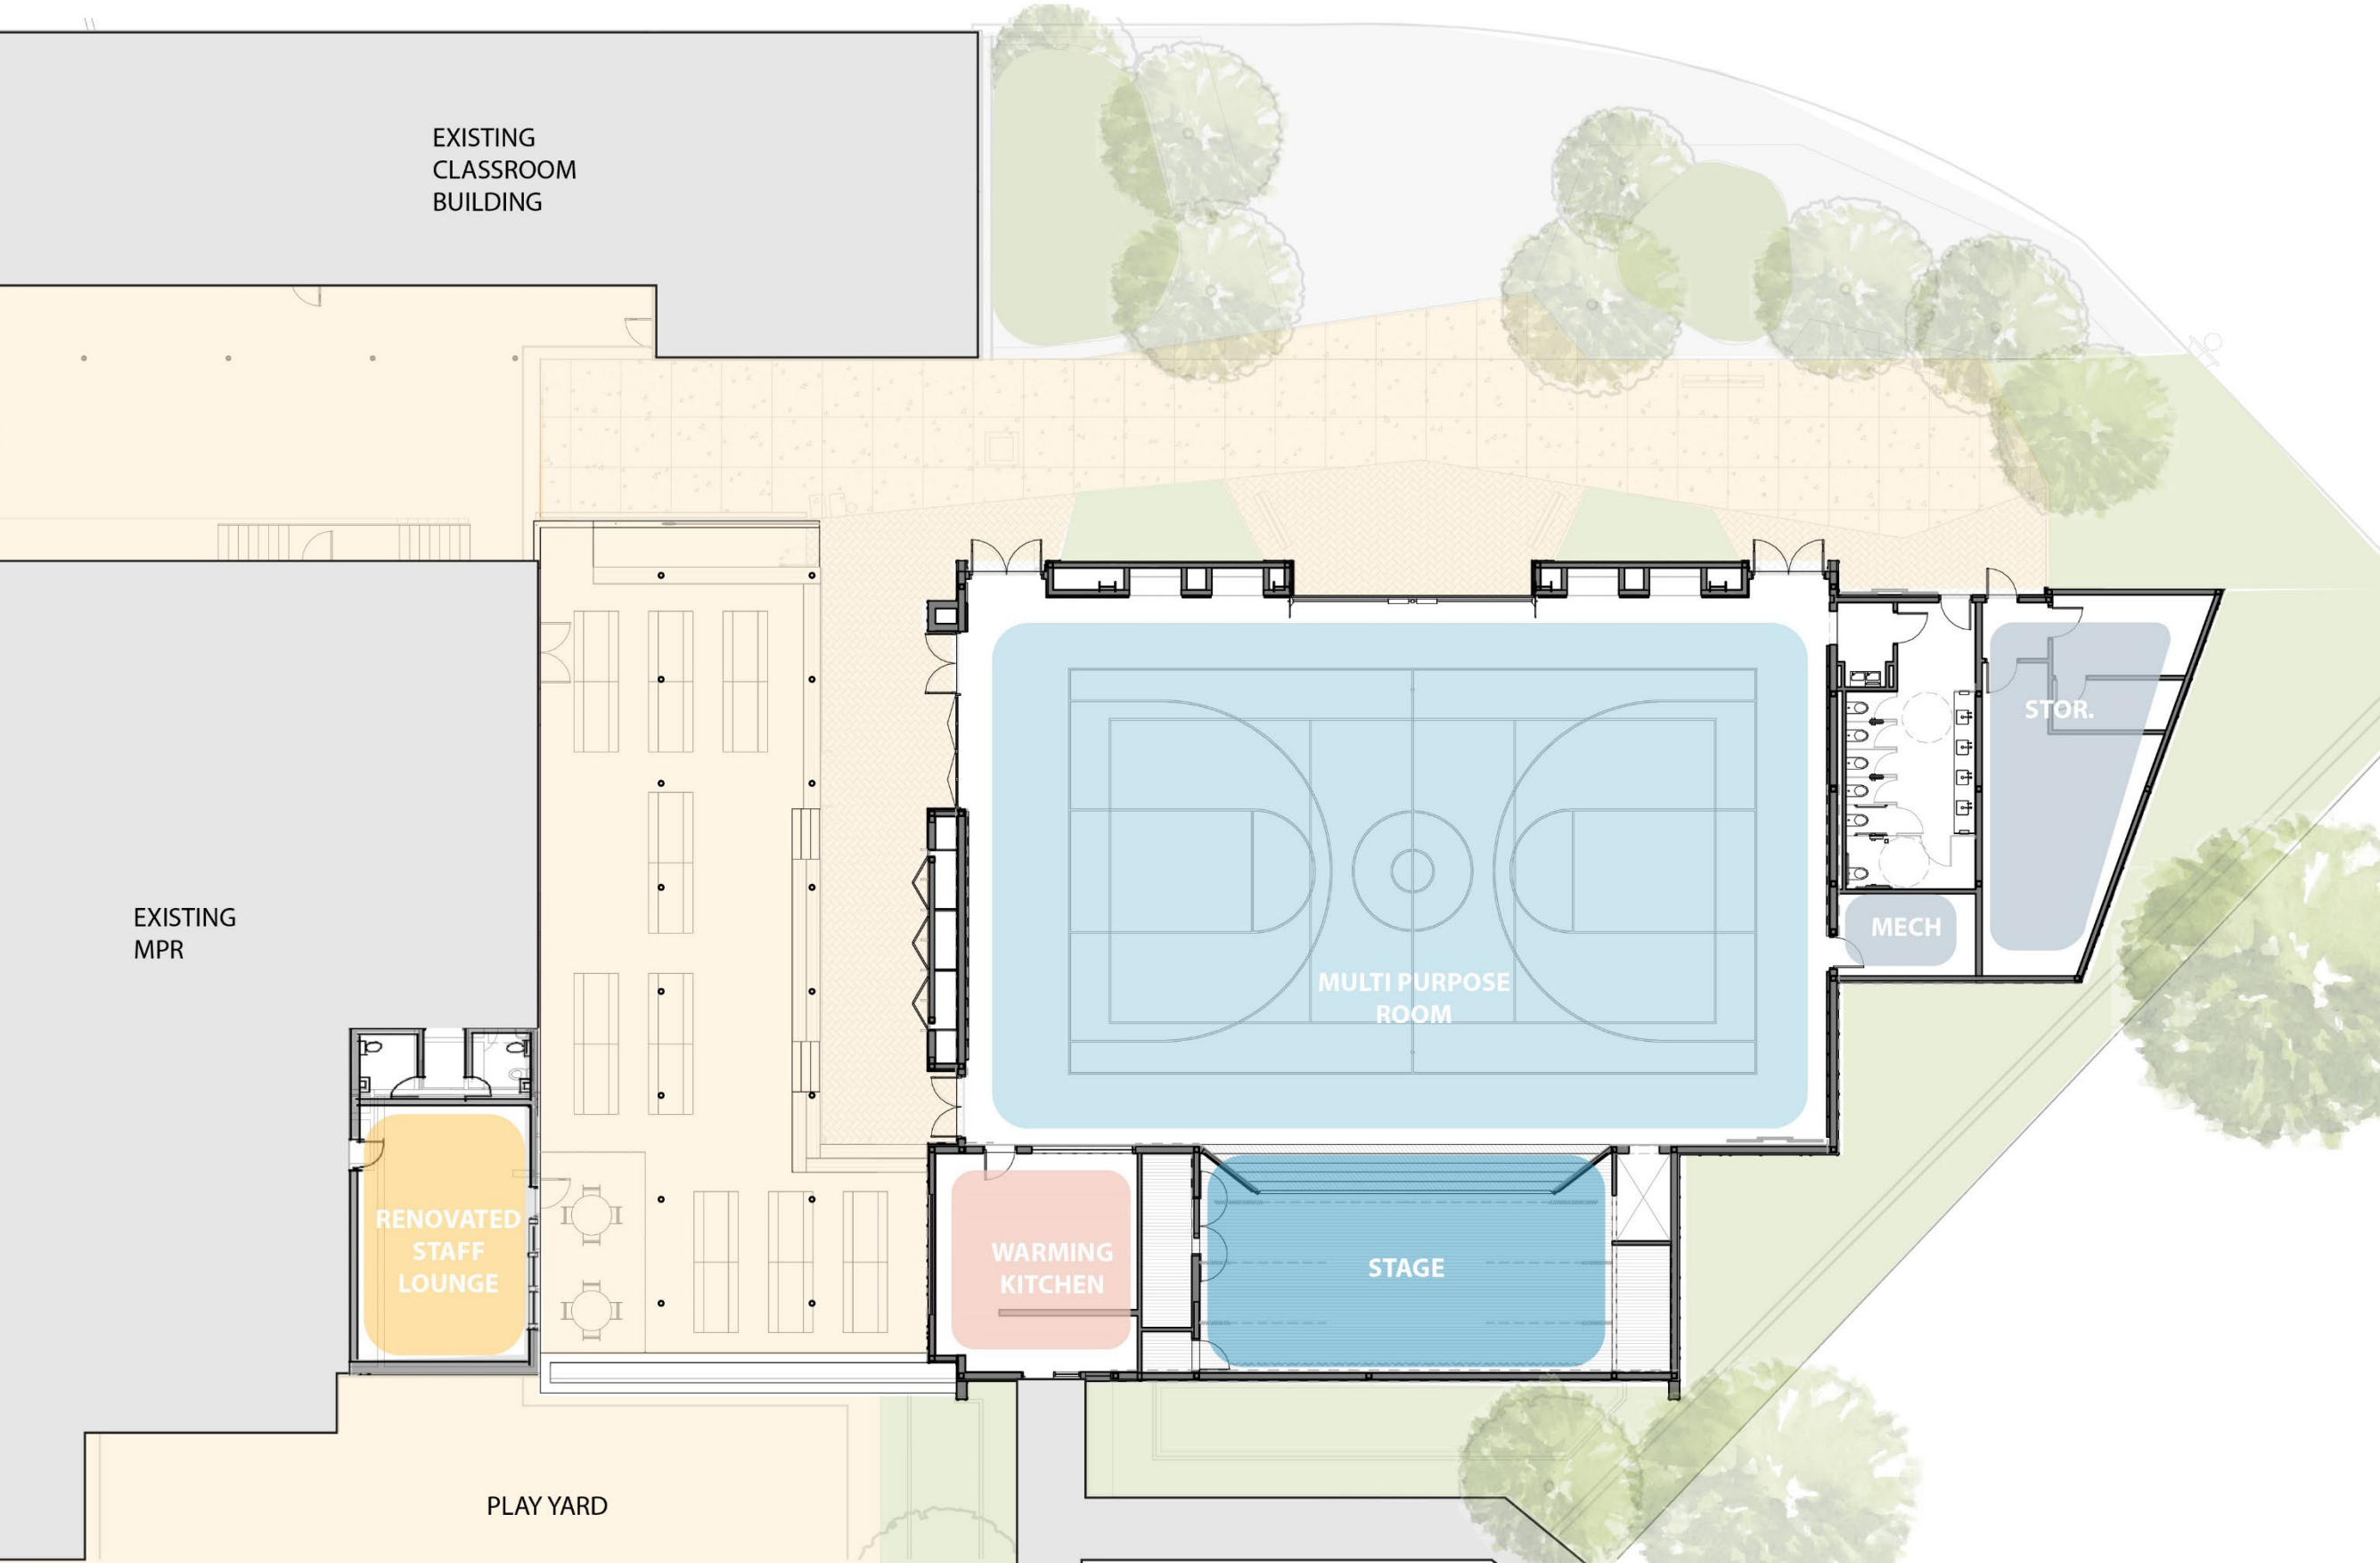 EXISTING
CLASSROOM
BUILDING
STOR.
EXISTING
MPR
MECH
MULTI PURPOSE
ROOM
RENOVATED
STAFF
LOUNGE
WARMING
KITCHEN
STAGE
PLAY YARD